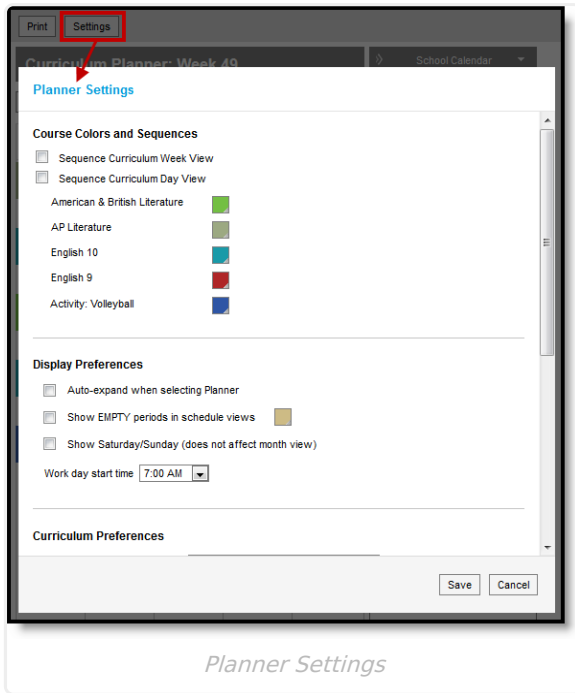 Print Settings
Curriculum Planner: Week 49 School Calendar
Planner Settings
Course Colors and Sequences
Sequence Curriculum Week View
Sequence Curriculum Day View
American & British Literature
AP Literature
English 10
English 9
Activity: Volleyball
Display Preferences
Auto-expand when selecting Planner
Show EMPTY periods in schedule views
Show Saturday/Sunday (does not affect month view)
Work day start time 7:00 AM
Curriculum Preferences
Save Cancel
Planner Settings